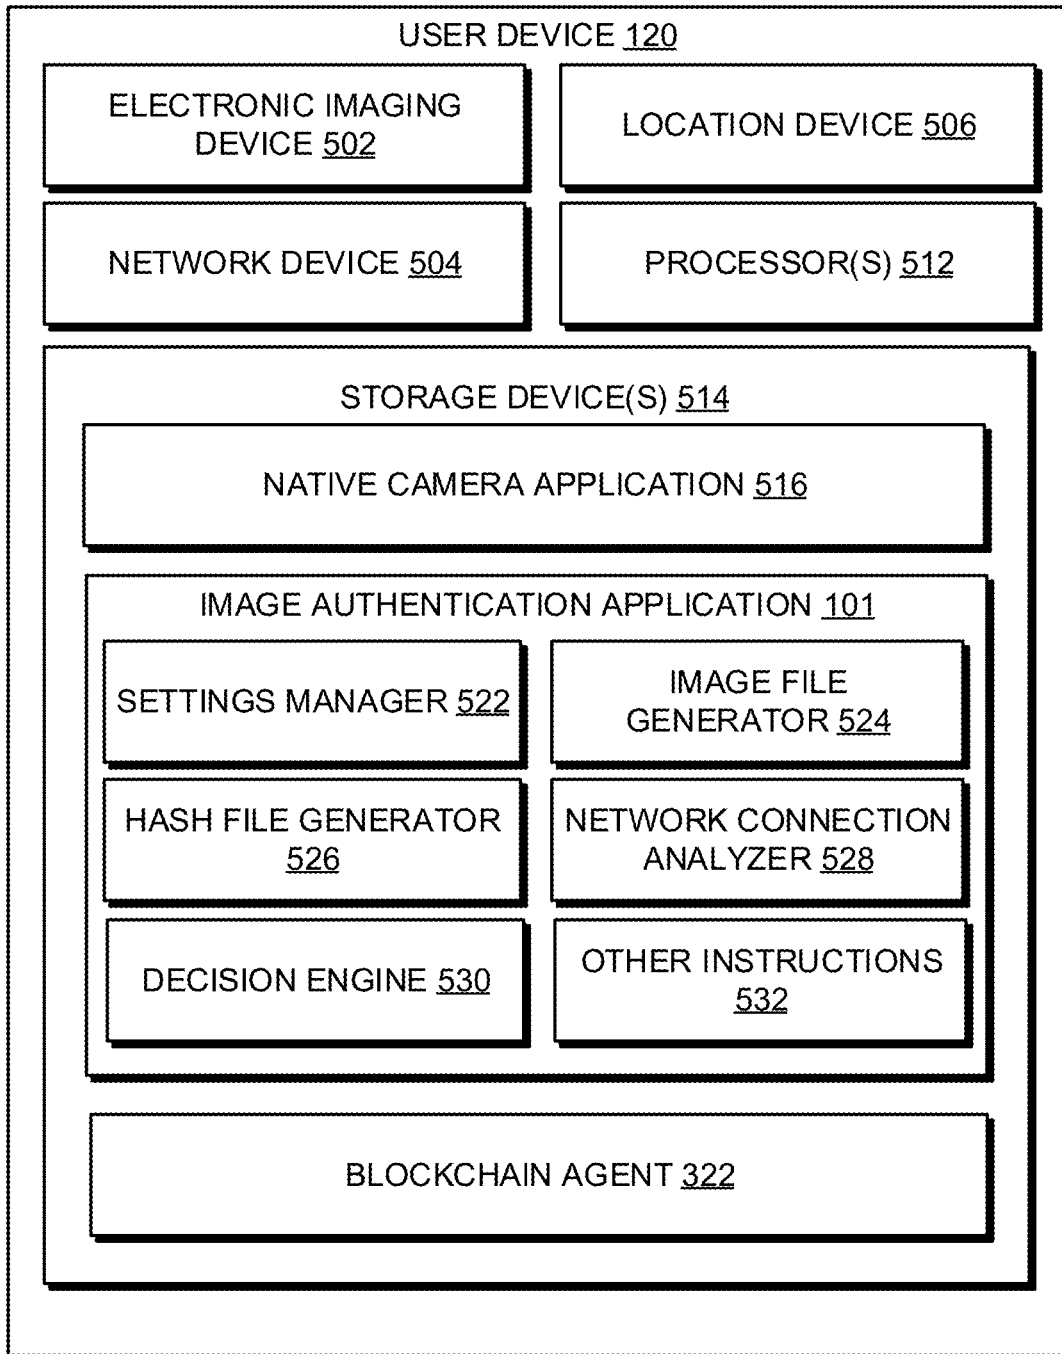 USER DEVICE 120
ELECTRONIC IMAGING
DEVICE 502
LOCATION DEVICE 506
NETWORK DEVICE 504
PROCESSOR(S) 512
STORAGE DEVICE(S) 514
NATIVE CAMERA APPLICATION 516
IMAGE AUTHENTICATION APPLICATION 101
SETTINGS MANAGER 522
IMAGE FILE
GENERATOR 524
HASH FILE GENERATOR
526
NETWORK CONNECTION
ANALYZER 528
DECISION ENGINE 530
OTHER INSTRUCTIONS
532
BLOCKCHAIN AGENT 322